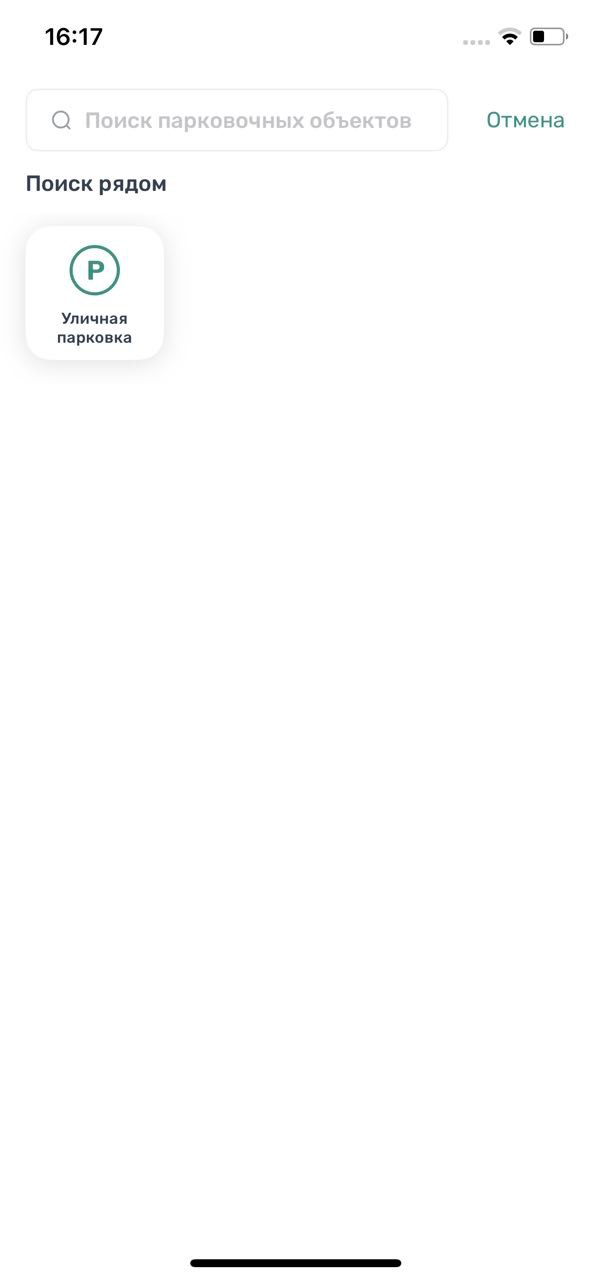 16:17
Поиск парковочных объектов
Отмена
Поиск рядом
P
Уличная
парковка